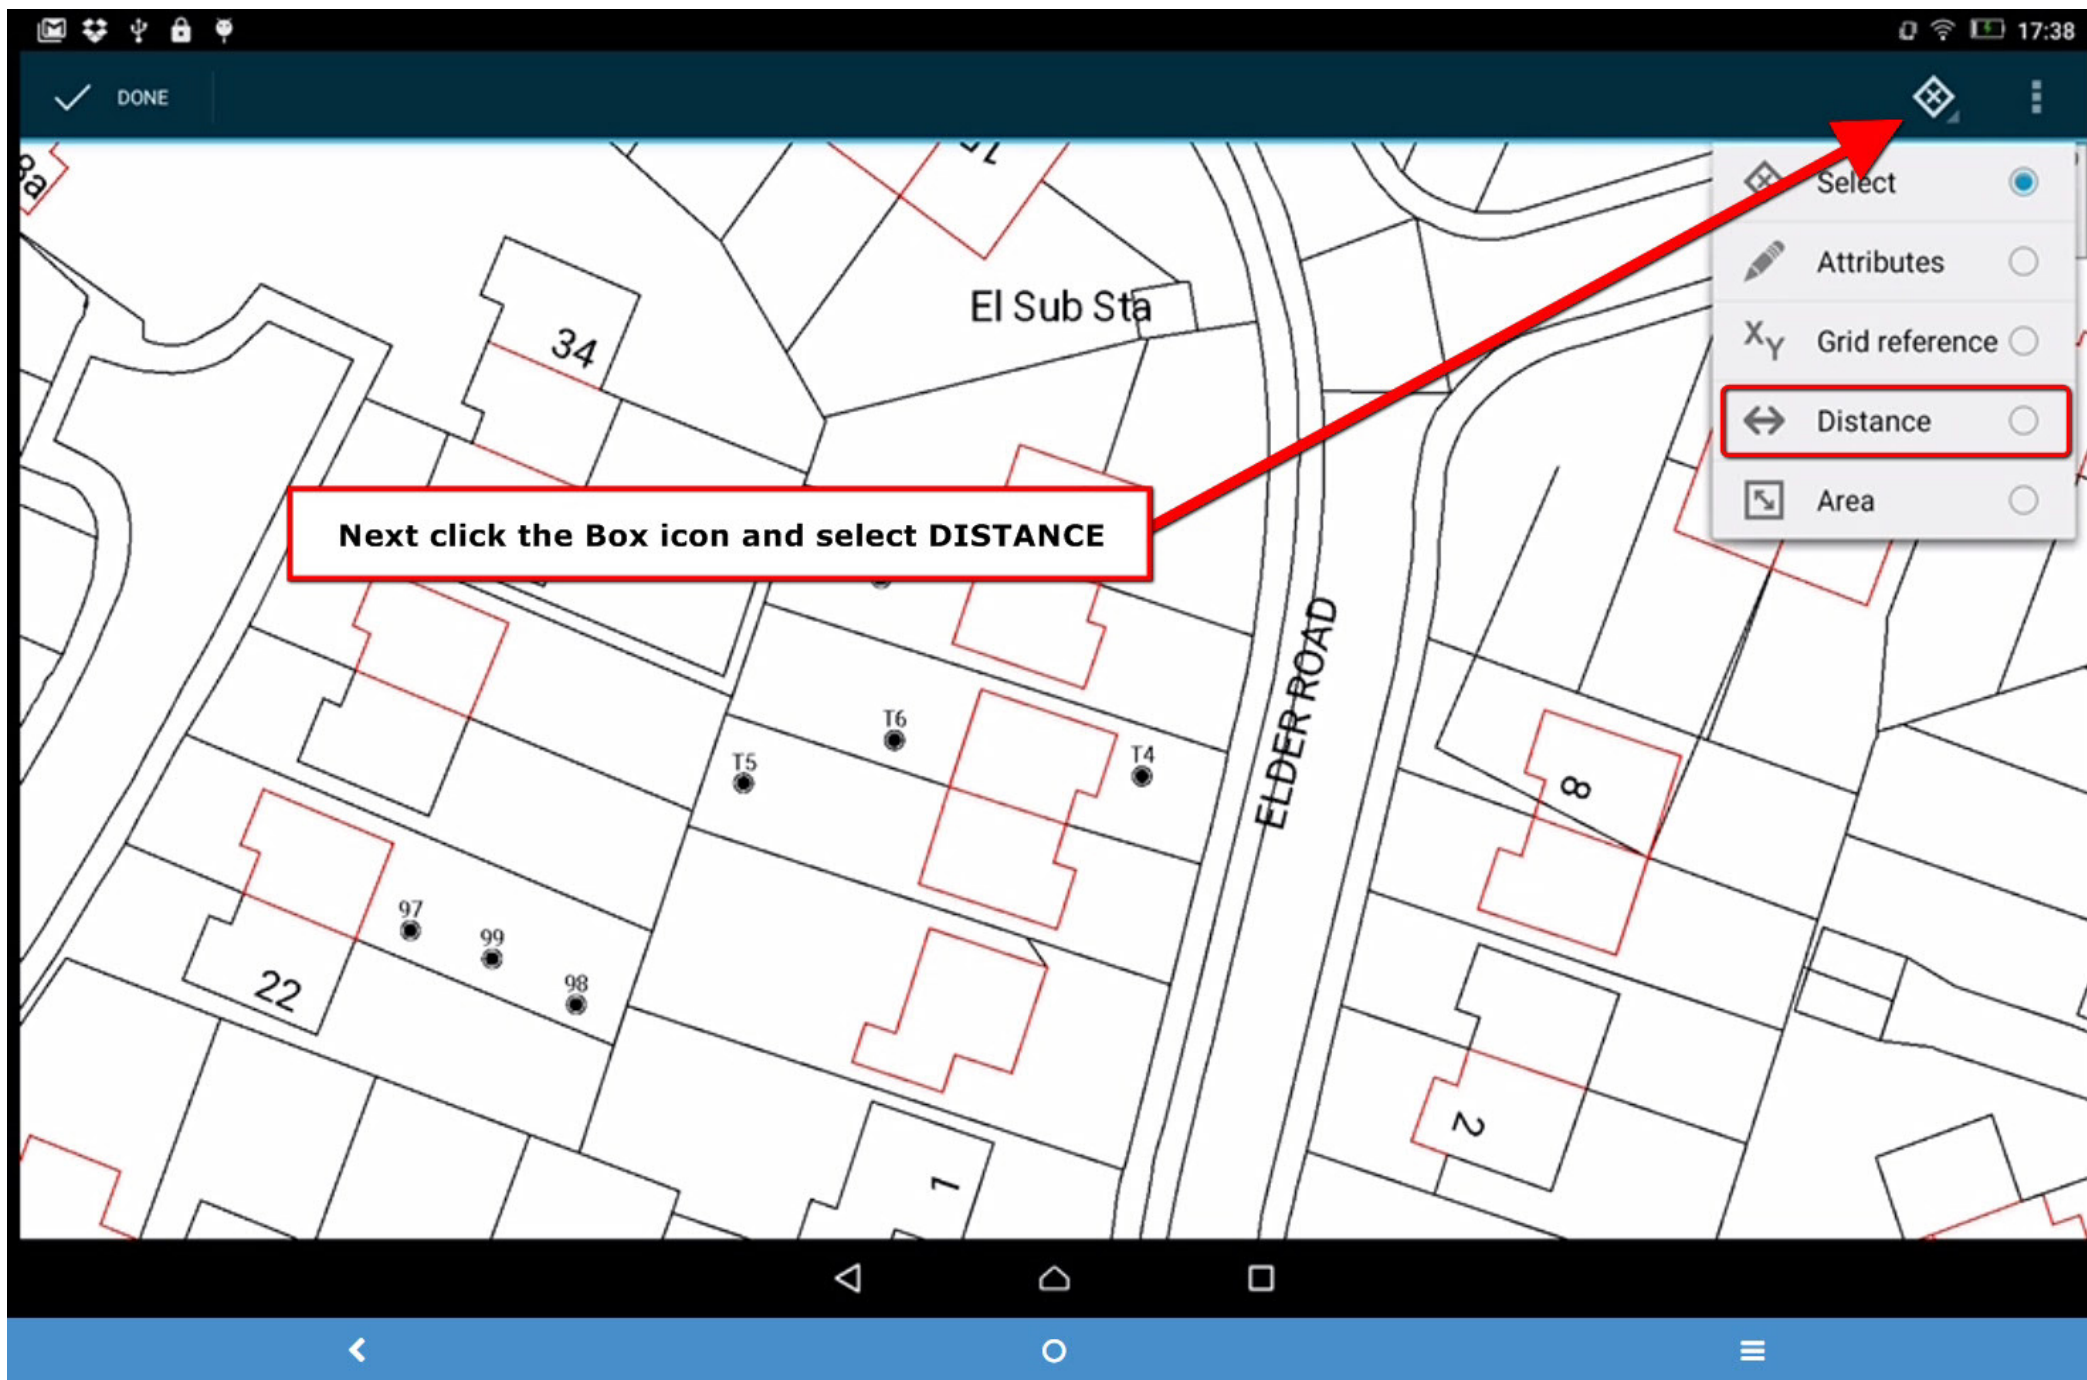 17:38
DONE
8a
Select
Attributes
Grid reference
Distance
Area
El Sub Sta
34
Next click the Box icon and select DISTANCE
ELDER ROAD
T6
T5
T4
8
97
99
98
22
2
1